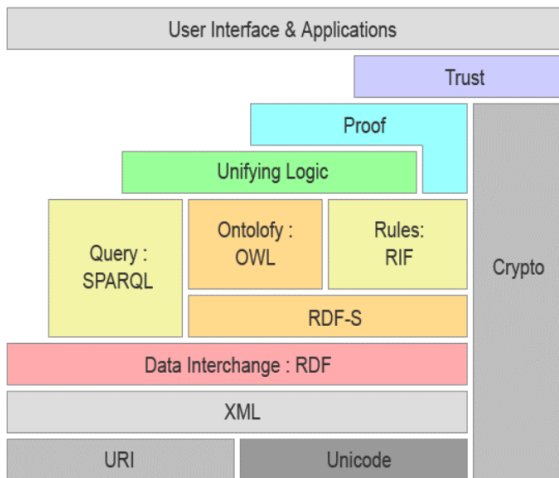 User Interface & Applications
Trust
Proof
Unifying Logic
Query :
SPARQL
Ontolofy :
OWL
Rules:
RIF
Crypto
RDF-S
Data Interchange : RDF
XML
URI
Unicode